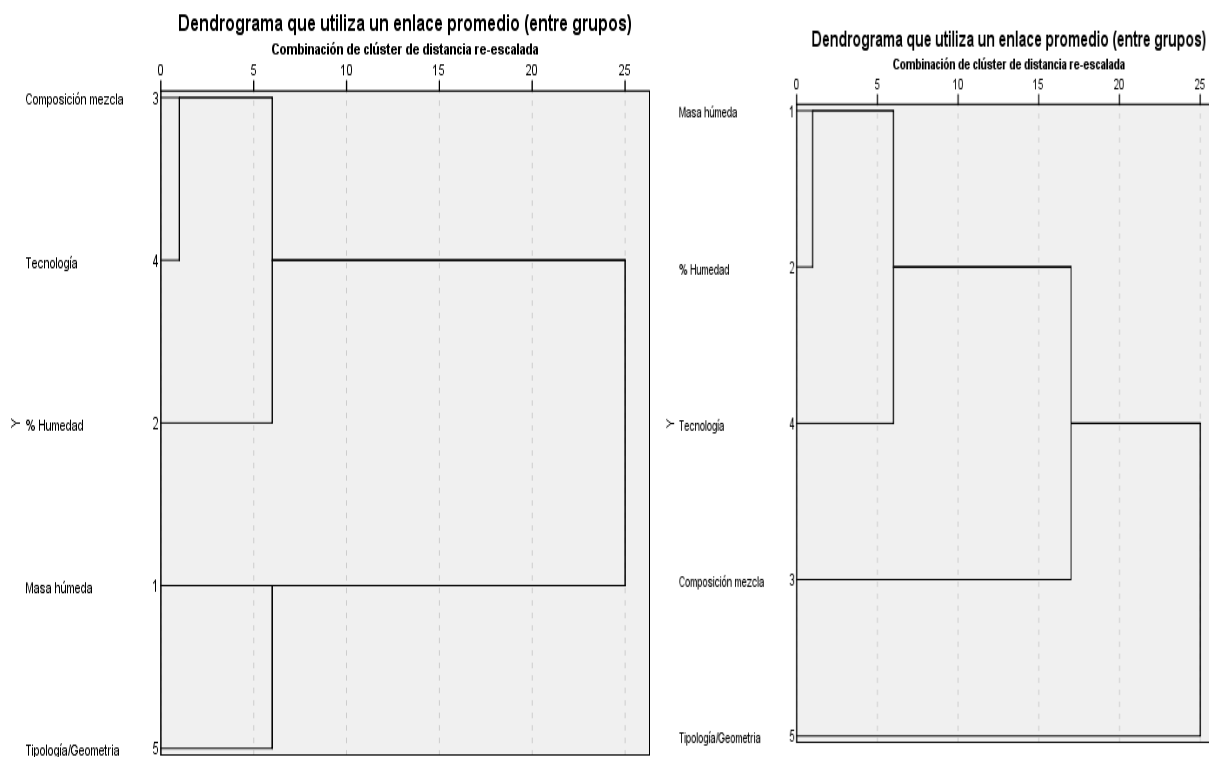 Dendrograma que utiliza un enlace promedio (entre grupos)
Combinación de clúster de distancia re-escalada
0 5 10 15 20 25
Composición mezcla 3
Tecnología 4
Y
% Humedad 2
Masa húmeda 1
Tipología/Geometria 5
Dendrograma que utiliza un enlace promedio (entre grupos)
Combinación de clúster de distancia re-escalada
0 5 10 15 20 25
Masa húmeda 1
% Humedad 2
Y
Tecnología 4
Composición mezcla 3
Tipología/Geometria 5